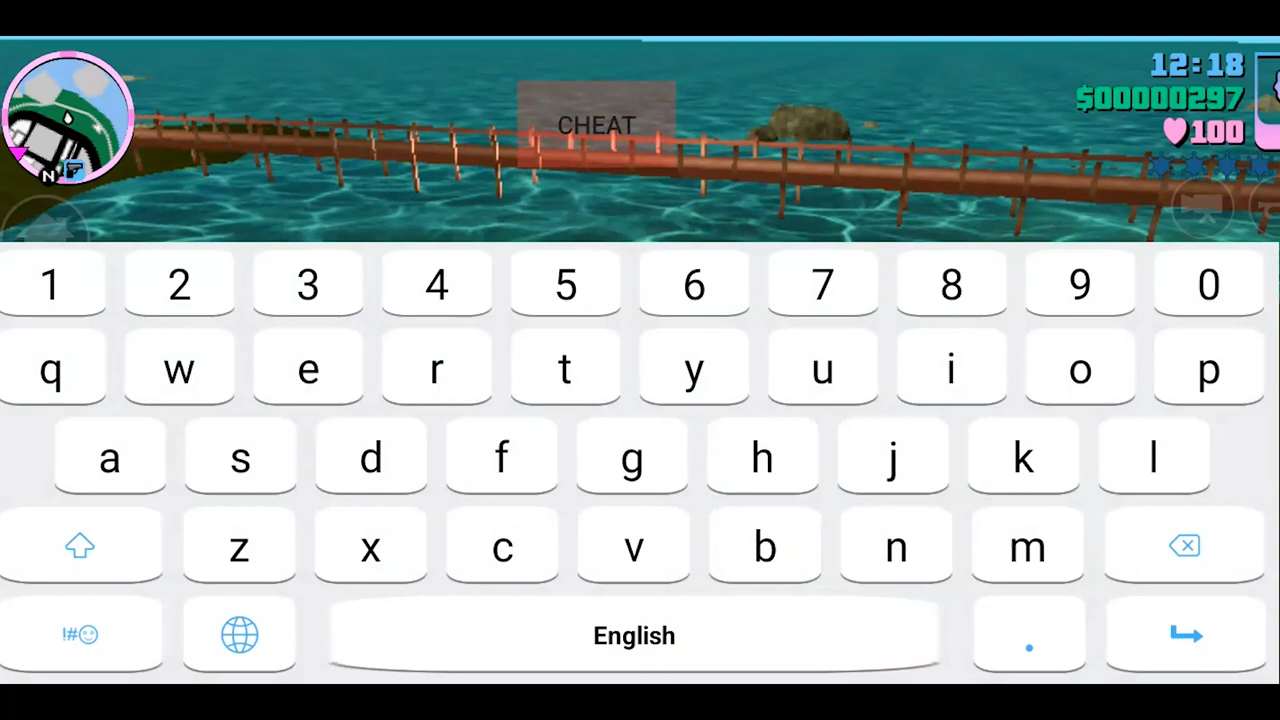 12:18
$00000297
100
CHEAT
N
1 2 3 4 5 6 7 8 9 0
q w e r t y u i o p
a s d f g h j k l
z x c v b n m
!#☺ English .